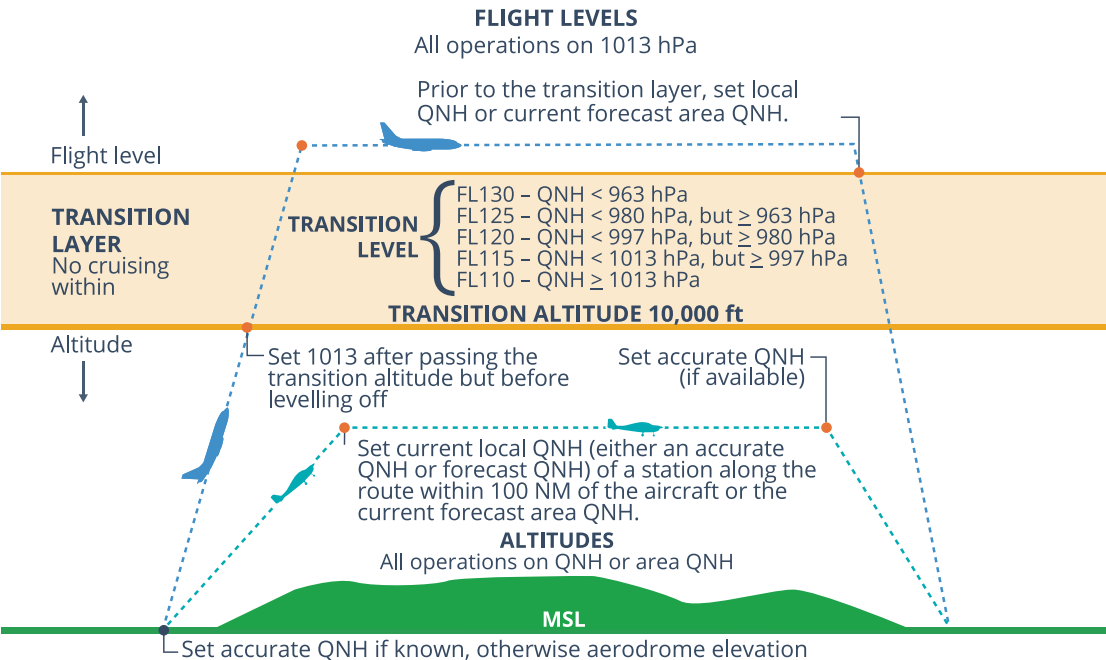 FLIGHT LEVELS
All operations on 1013 hPa
Prior to the transition layer, set local
QNH or current forecast area QNH.
Flight level
TRANSITION
LAYER
No cruising
within
TRANSITION
LEVEL
FL130 – QNH < 963 hPa
FL125 – QNH < 980 hPa, but ≥ 963 hPa
FL120 – QNH < 997 hPa, but ≥ 980 hPa
FL115 – QNH < 1013 hPa, but ≥ 997 hPa
FL110 – QNH ≥ 1013 hPa
TRANSITION ALTITUDE 10,000 ft
Altitude
Set 1013 after passing the
transition altitude but before
levelling off
Set accurate QNH
(if available)
Set current local QNH (either an accurate
QNH or forecast QNH) of a station along the
route within 100 NM of the aircraft or the
current forecast area QNH.
ALTITUDES
All operations on QNH or area QNH
MSL
Set accurate QNH if known, otherwise aerodrome elevation